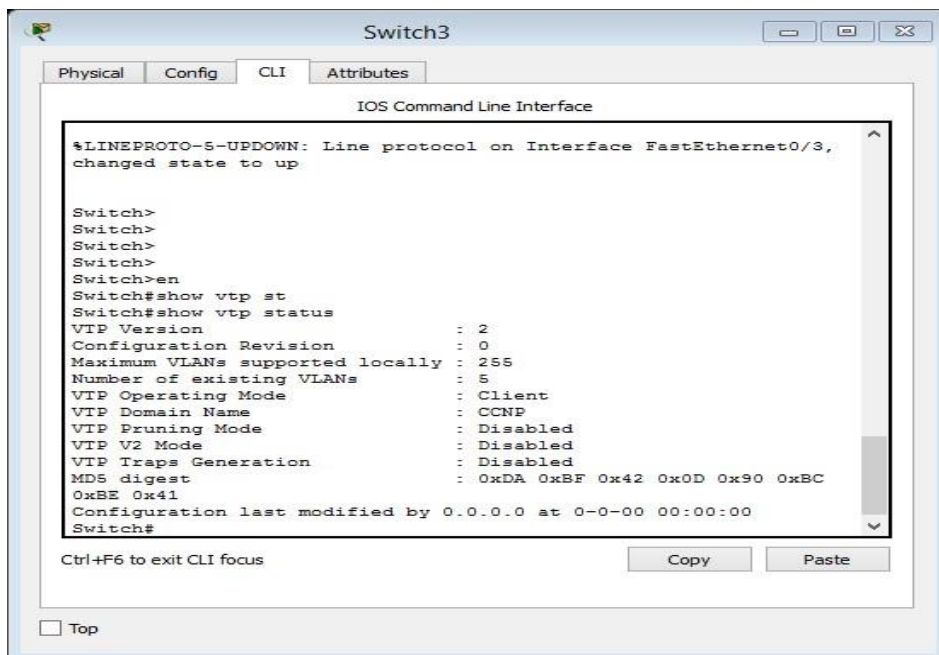 Switch3
Physical Config CLI Attributes
IOS Command Line Interface
%LINEPROTO-5-UPDOWN: Line protocol on Interface FastEthernet0/3,
changed state to up
Switch>
Switch>
Switch>
Switch>
Switch>en
Switch#show vtp st
Switch#show vtp status
VTP Version : 2
Configuration Revision : 0
Maximum VLANs supported locally : 255
Number of existing VLANs : 5
VTP Operating Mode : Client
VTP Domain Name : CCNP
VTP Pruning Mode : Disabled
VTP V2 Mode : Disabled
VTP Traps Generation : Disabled
MD5 digest : 0xDA 0xBF 0x42 0x0D 0x90 0xBC
0xBE 0x41
Configuration last modified by 0.0.0.0 at 0-0-00 00:00:00
Switch#
Ctrl+F6 to exit CLI focus Copy Paste
Top